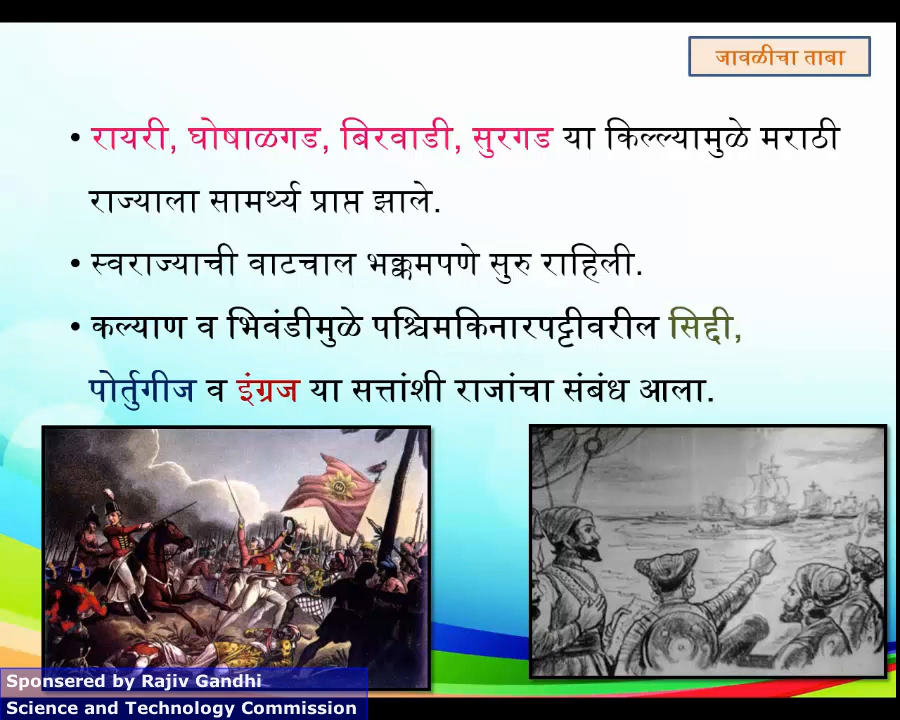 जावळीचा ताबा
• रायरी, घोषाळगड, बिरवाडी, सुरगड या किल्ल्यामुळे मराठी
राज्याला सामर्थ्य प्राप्त झाले.
• स्वराज्याची वाटचाल भक्कमपणे सुरु राहिली.
• कल्याण व भिवंडीमुळे पश्चिमकिनारपट्टीवरील सिद्दी,
पोर्तुगीज व इंग्रज या सत्तांशी राजांचा संबंध आला.
Sponsered by Rajiv Gandhi
Science and Technology Commission